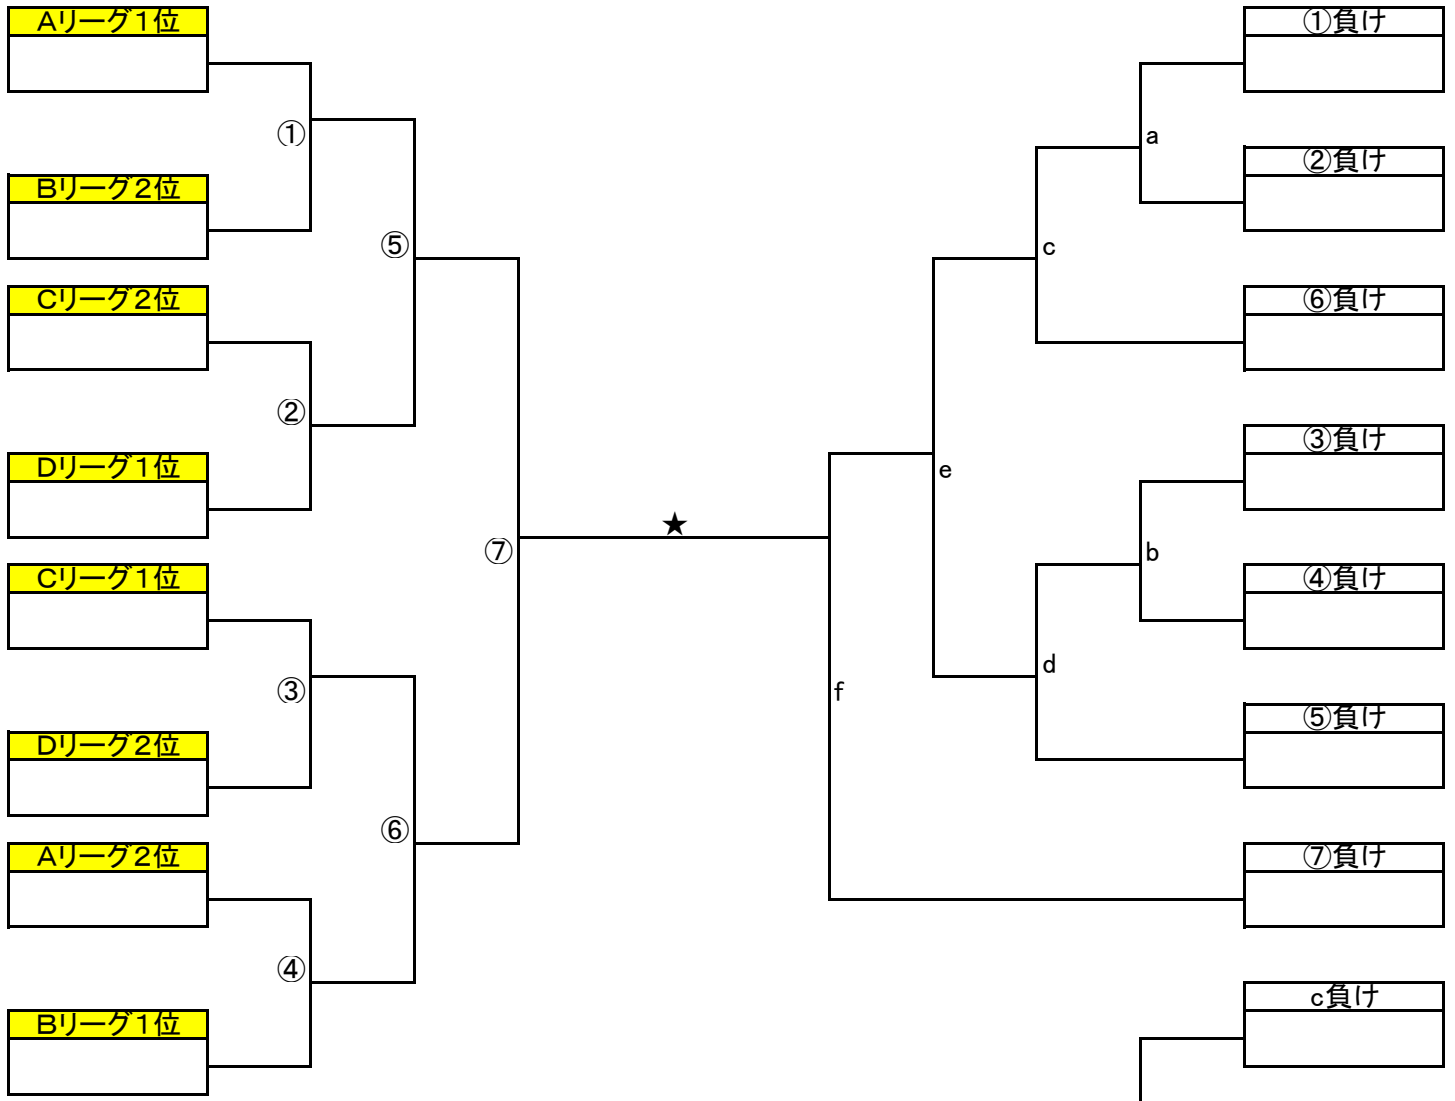 Aリーグ1位
①
Bリーグ2位
⑤
Cリーグ2位
②
Dリーグ1位
⑦
Cリーグ1位
③
Dリーグ2位
⑥
Aリーグ2位
④
Bリーグ1位
★
①負け
a
②負け
c
⑥負け
e
③負け
b
④負け
d
f
⑤負け
⑦負け
c負け